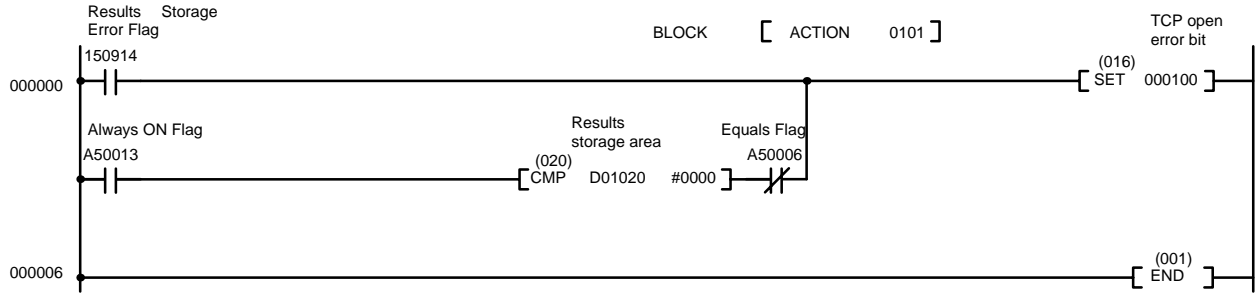 Results Storage
Error Flag
BLOCK [ ACTION 0101 ]
TCP open
error bit
150914
000000
(016)
[ SET 000100 ]
Always ON Flag
Results
storage area
Equals Flag
A50013
A50006
(020)
[ CMP D01020 #0000 ]
000006
(001)
[ END ]